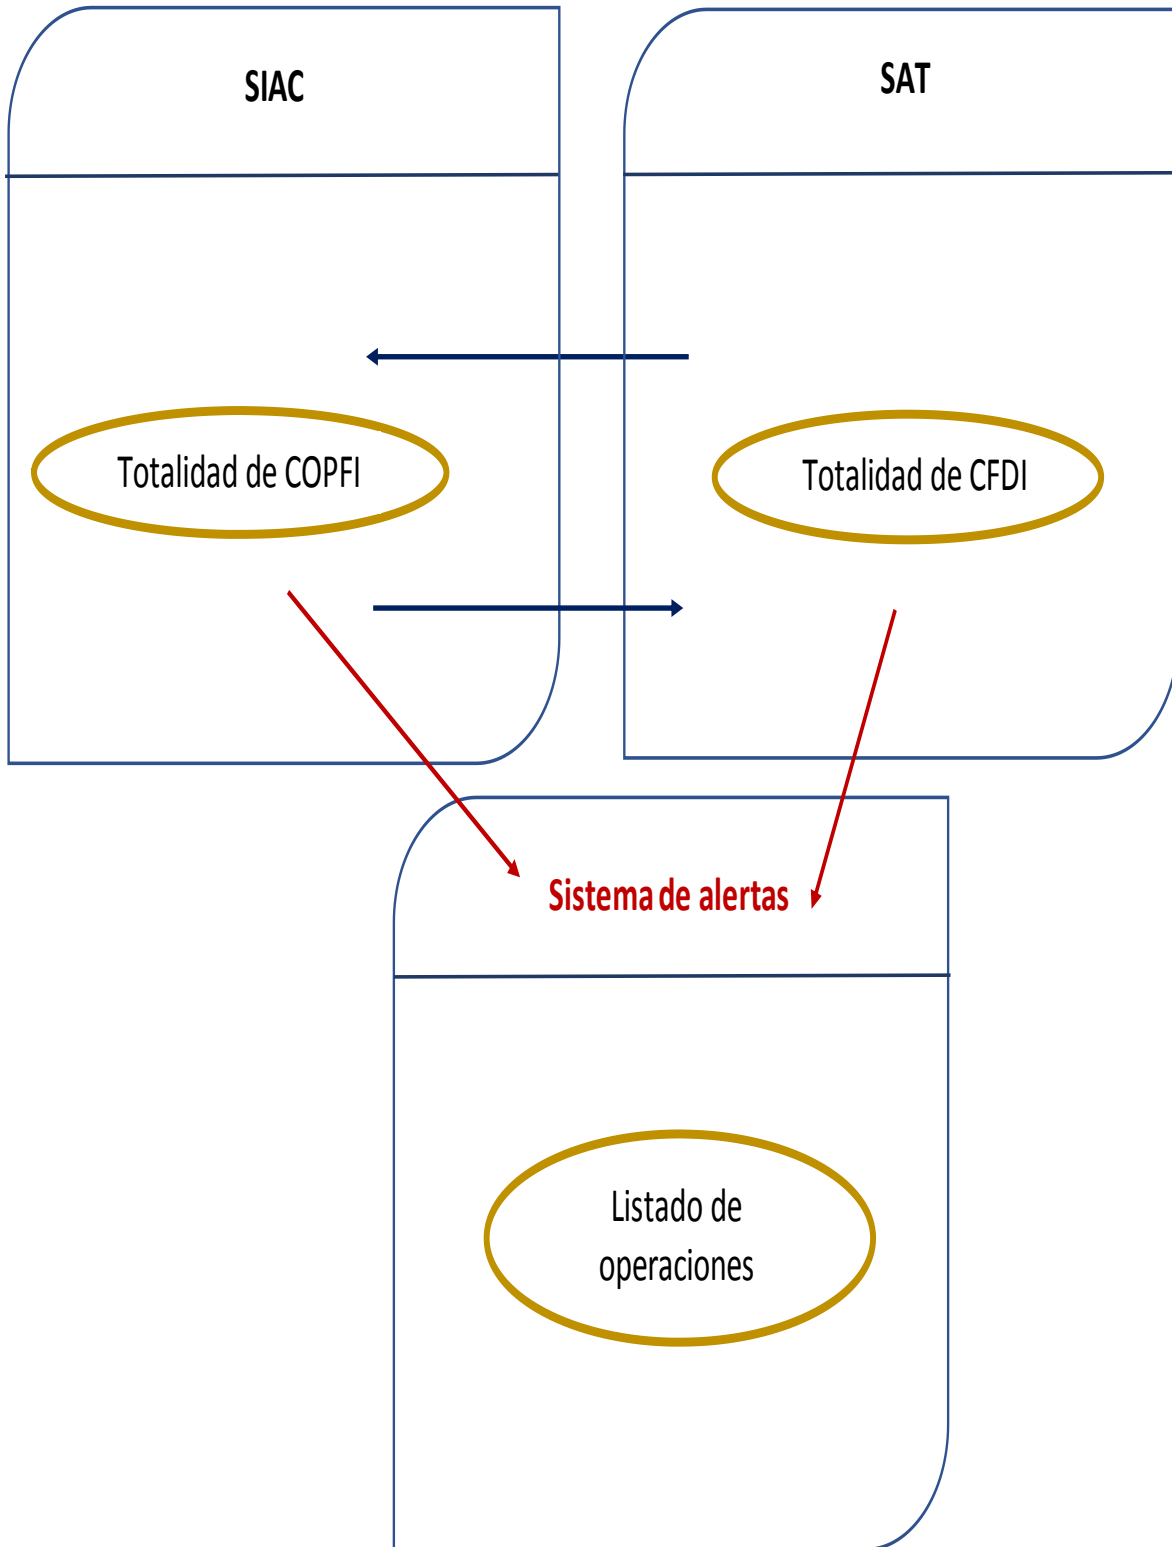 SIAC
SAT
Totalidad de COPFI
Totalidad de CFDI
Sistema de alertas
Listado de
operaciones